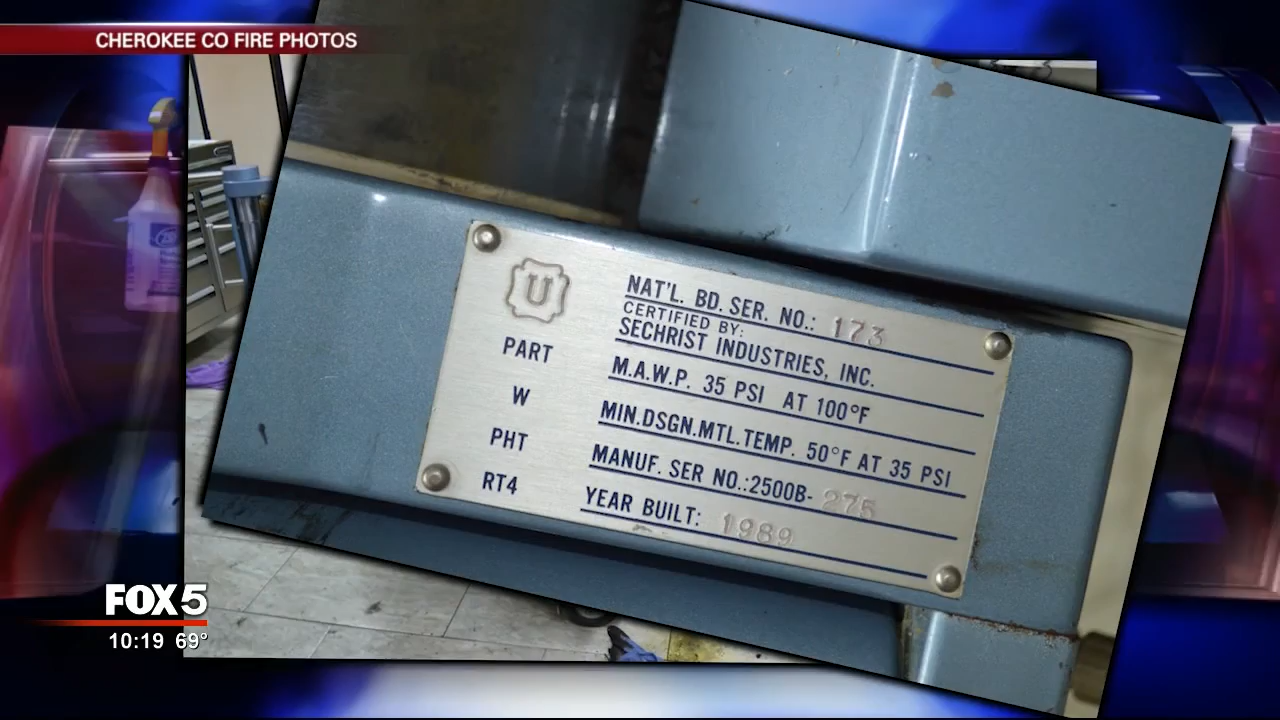 CHEROKEE CO FIRE PHOTOS
U
PART
W
PHT
RT4
NAT'L. BD. SER. NO.: 173
CERTIFIED BY:
SECHRIST INDUSTRIES, INC.
M.A.W.P. 35 PSI AT 100°F
MIN.DSGN.MTL.TEMP. 50°F AT 35 PSI
MANUF. SER NO.:2500B- 275
YEAR BUILT: 1989
FOX 5
10:19 69°